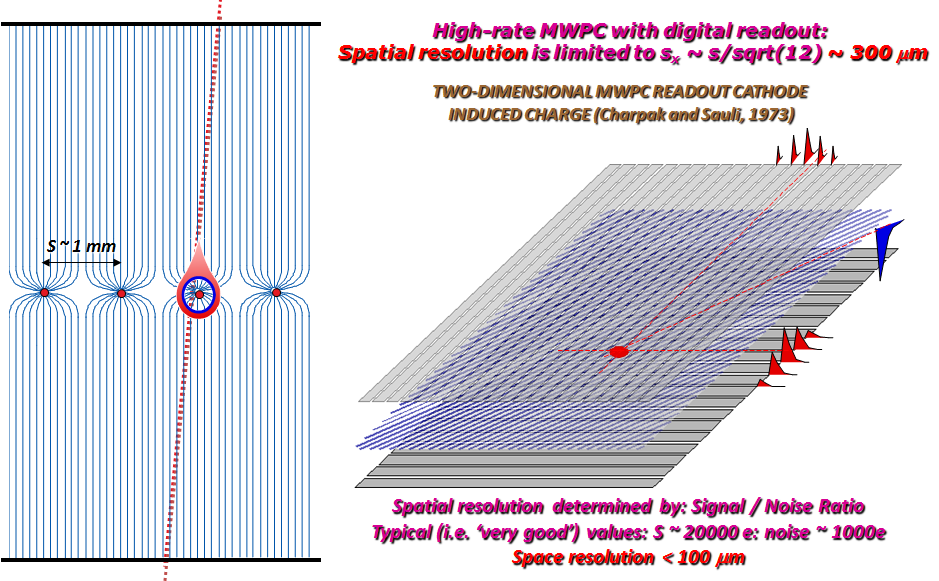 High-rate MWPC with digital readout:
Spatial resolution is limited to sx ~ s/sqrt(12) ~ 300 μm
TWO-DIMENSIONAL MWPC READOUT CATHODE
INDUCED CHARGE (Charpak and Sauli, 1973)
S ~ 1 mm
Spatial resolution determined by: Signal / Noise Ratio
Typical (i.e. ‘very good’) values: S ~ 20000 e: noise ~ 1000e
Space resolution < 100 μm